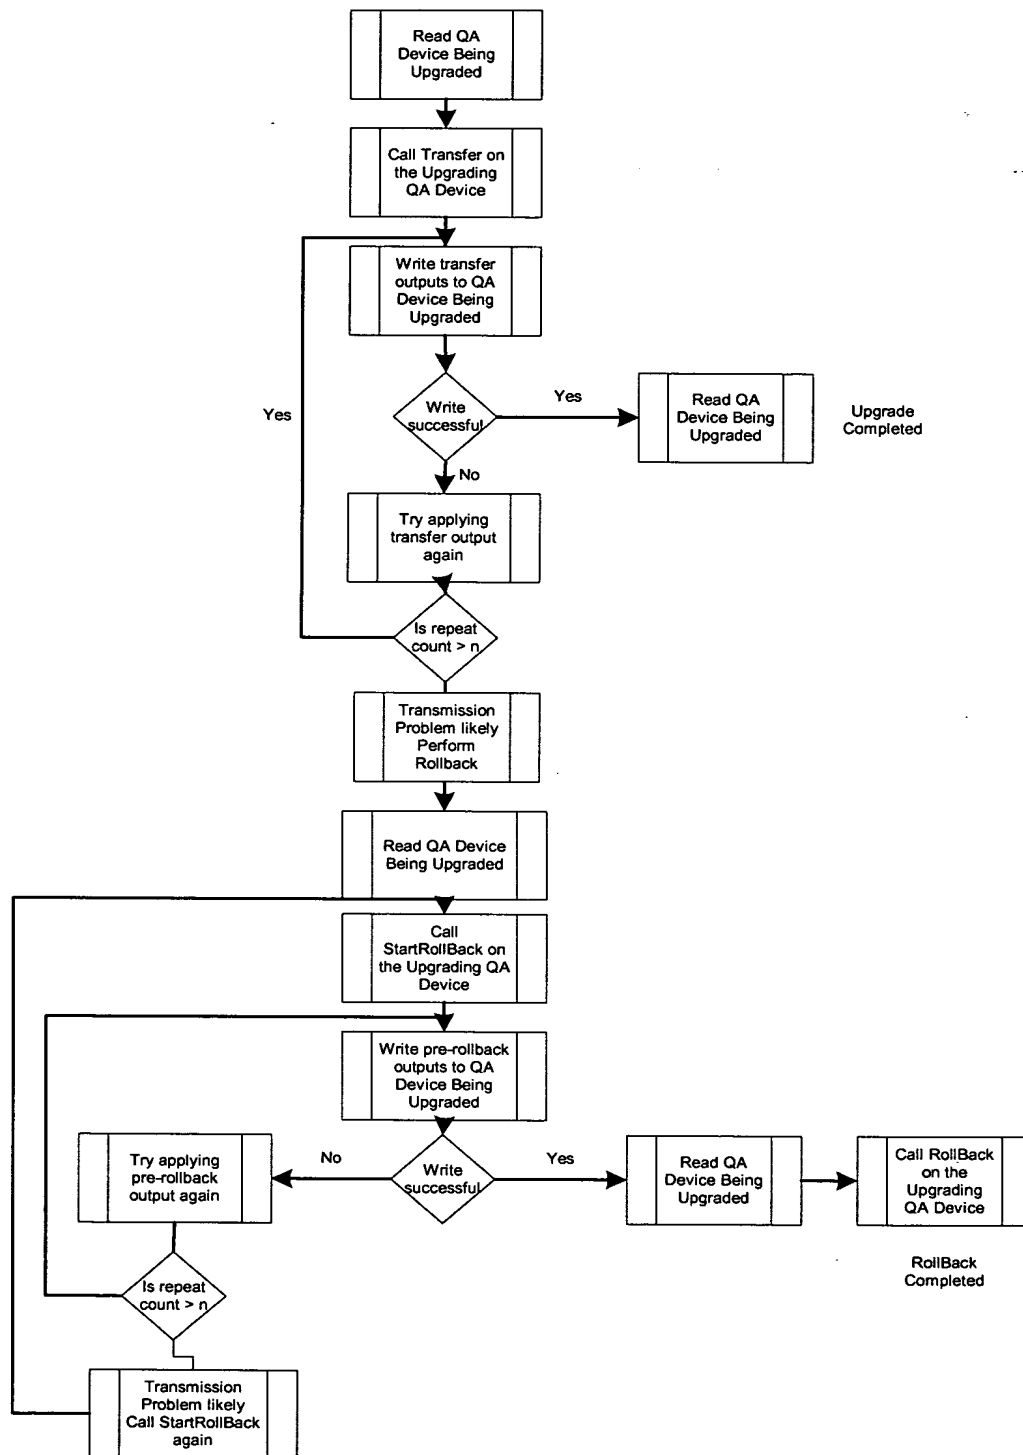 Read QA
Device Being
Upgraded
Call Transfer on
the Upgrading
QA Device
Write transfer
outputs to QA
Device Being
Upgraded
Write
successful
Yes
Read QA
Device Being
Upgraded
Upgrade
Completed
Yes
No
Try applying
transfer output
again
Is repeat
count > n
Transmission
Problem likely
Perform
Rollback
Read QA Device
Being Upgraded
Call
StartRollBack on
the Upgrading QA
Device
Write pre-rollback
outputs to QA
Device Being
Upgraded
Write
successful
No
Try applying
pre-rollback
output again
Yes
Read QA
Device Being
Upgraded
Call RollBack
on the
Upgrading
QA Device
RollBack
Completed
Is repeat
count > n
Transmission
Problem likely
Call StartRollBack
again